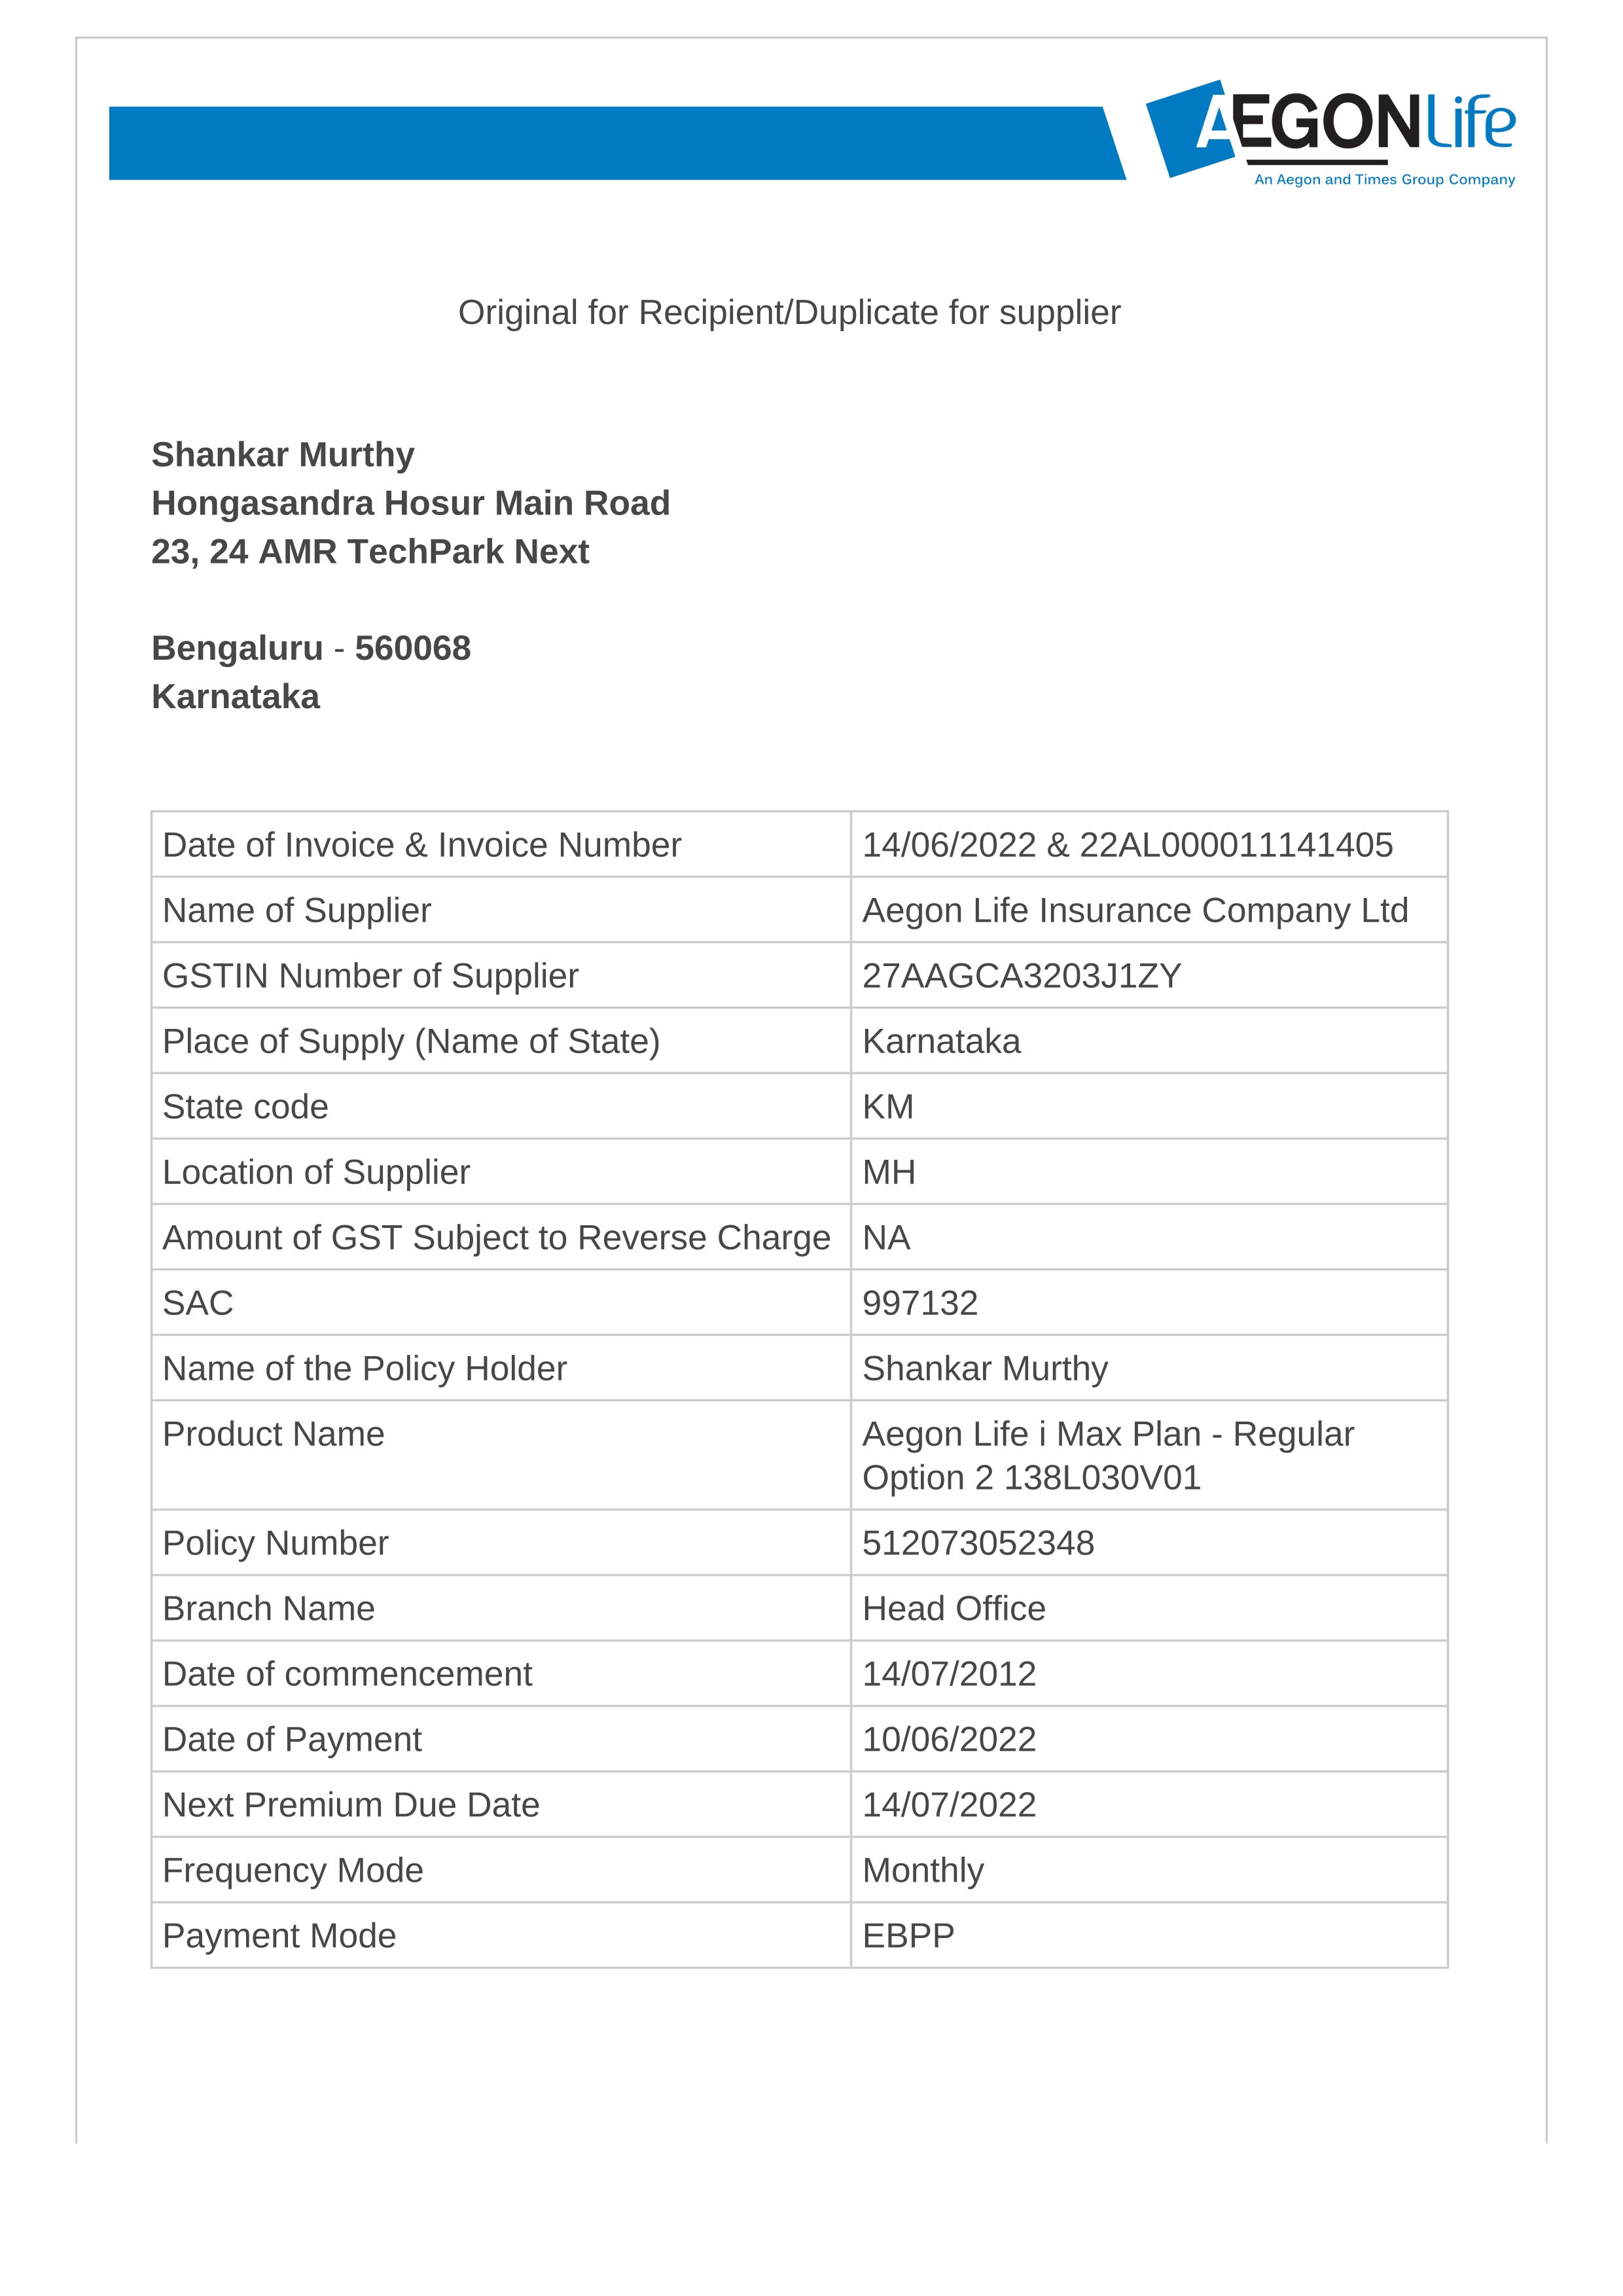 AEGONLife
An Aegon and Times Group Company
Original for Recipient/Duplicate for supplier
Shankar Murthy
Hongasandra Hosur Main Road
23, 24 AMR TechPark Next
Bengaluru - 560068
Karnataka
Date of Invoice & Invoice Number 14/06/2022 & 22AL000011141405
Name of Supplier Aegon Life Insurance Company Ltd
GSTIN Number of Supplier 27AAGCA3203J1ZY
Place of Supply (Name of State) Karnataka
State code KM
Location of Supplier MH
Amount of GST Subject to Reverse Charge NA
SAC 997132
Name of the Policy Holder Shankar Murthy
Product Name Aegon Life i Max Plan - Regular
Option 2 138L030V01
Policy Number 512073052348
Branch Name Head Office
Date of commencement 14/07/2012
Date of Payment 10/06/2022
Next Premium Due Date 14/07/2022
Frequency Mode Monthly
Payment Mode EBPP